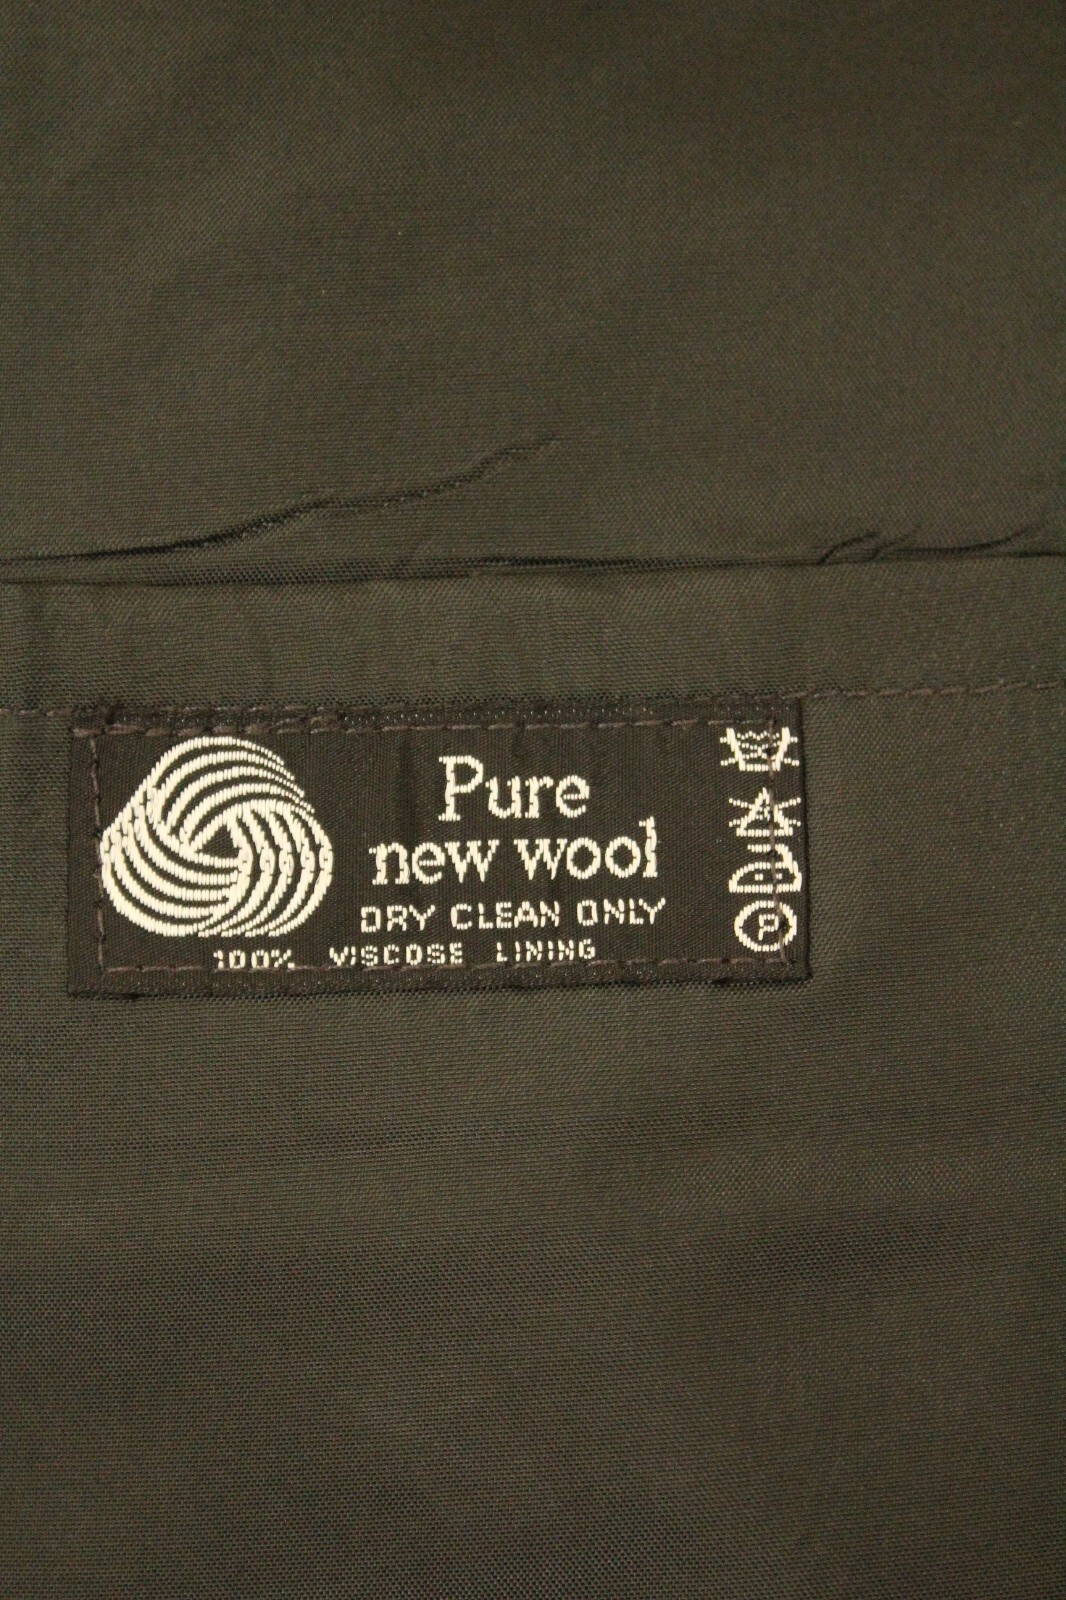 Pure
new wool
DRY CLEAN ONLY
100% VISCOSE LINING
P